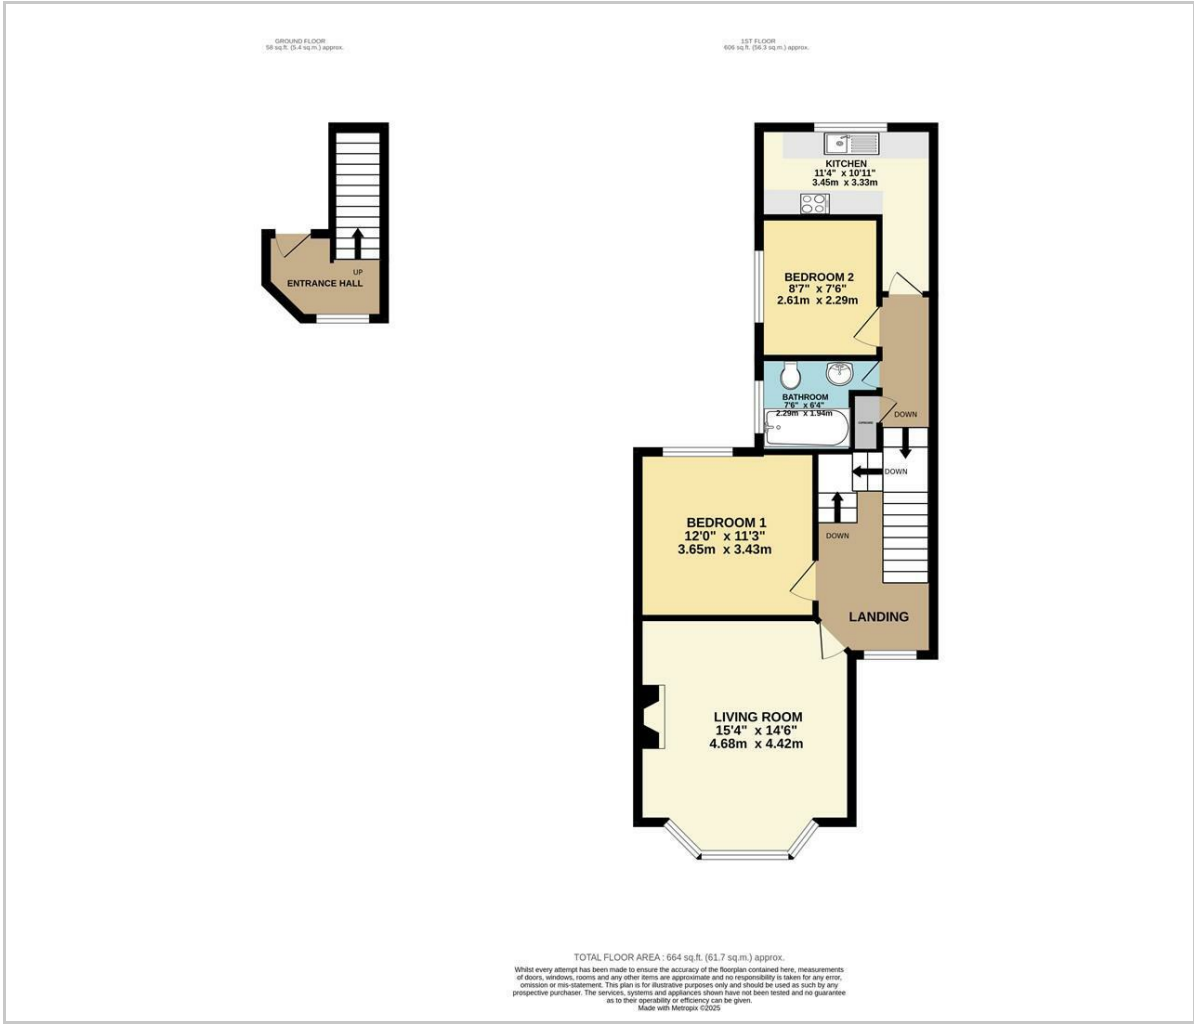 GROUND FLOOR
58 sq.ft. (5.4 sq.m.) approx.
1ST FLOOR
606 sq.ft. (56.3 sq.m.) approx.
UP
ENTRANCE HALL
KITCHEN
11'4" x 10'11"
3.45m x 3.33m
BEDROOM 2
8'7" x 7'6"
2.61m x 2.29m
BATHROOM
7'6" x 6'4"
2.29m x 1.94m
DOWN
DOWN
BEDROOM 1
12'0" x 11'3"
3.65m x 3.43m
DOWN
LANDING
LIVING ROOM
15'4" x 14'6"
4.68m x 4.42m
TOTAL FLOOR AREA : 664 sq.ft. (61.7 sq.m.) approx.
Whilst every attempt has been made to ensure the accuracy of the floorplan contained here, measurements
of doors, windows, rooms and any other items are approximate and no responsibility is taken for any error,
omission or mis-statement. This plan is for illustrative purposes only and should be used as such by any
prospective purchaser. The services, systems and appliances shown have not been tested and no guarantee
as to their operability or efficiency can be given.
Made with Metropix ©2025